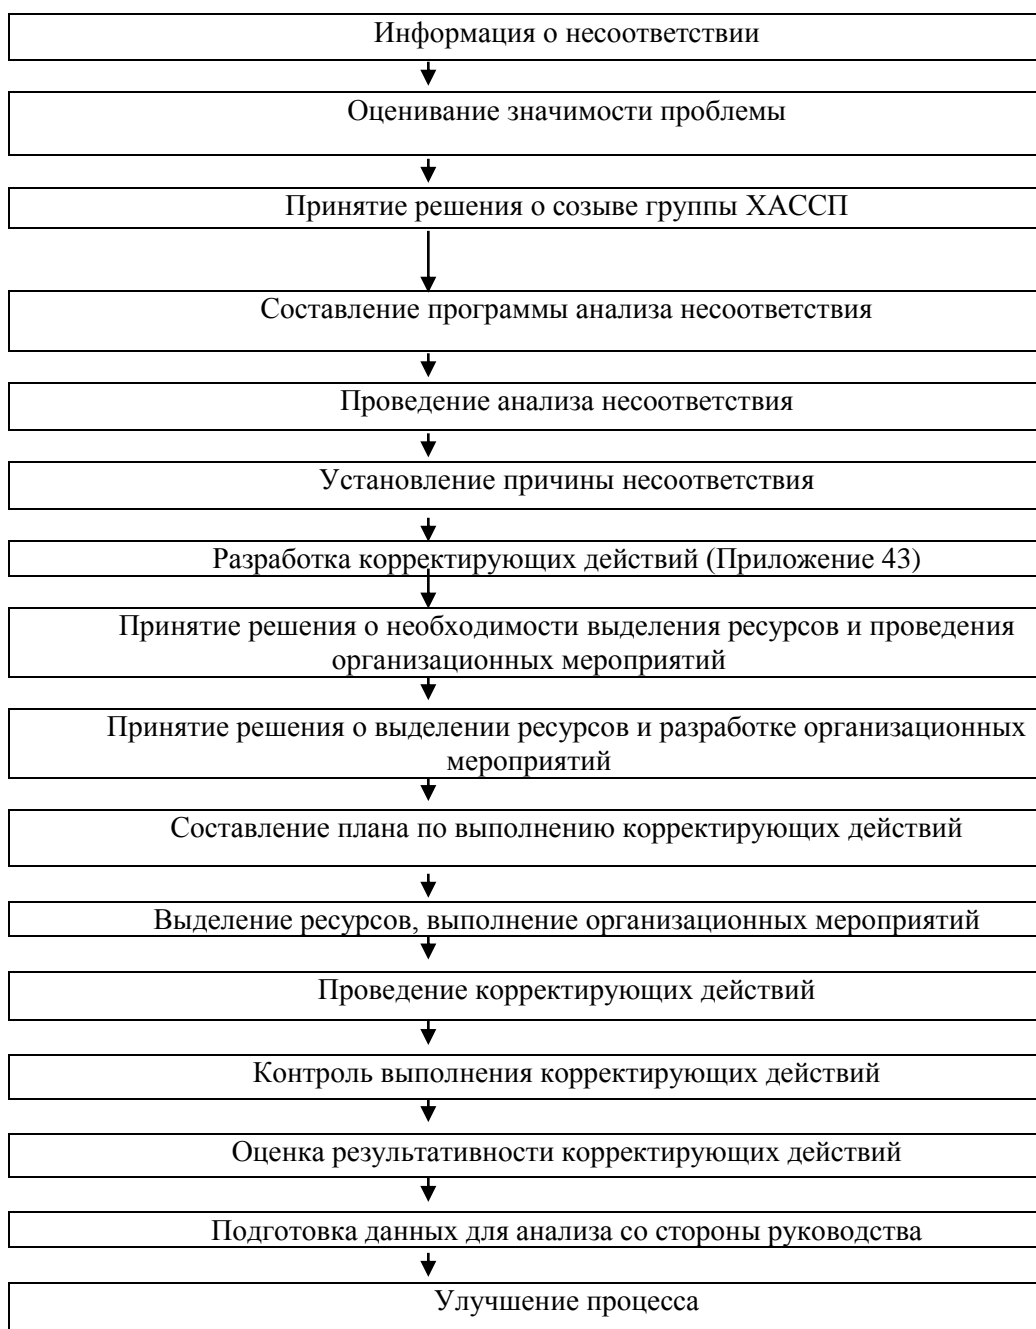 Информация о несоответствии
Оценивание значимости проблемы
Принятие решения о созыве группы ХАССП
Составление программы анализа несоответствия
Проведение анализа несоответствия
Установление причины несоответствия
Разработка корректирующих действий (Приложение 43)
Принятие решения о необходимости выделения ресурсов и проведения
организационных мероприятий
Принятие решения о выделении ресурсов и разработке организационных
мероприятий
Составление плана по выполнению корректирующих действий
Выделение ресурсов, выполнение организационных мероприятий
Проведение корректирующих действий
Контроль выполнения корректирующих действий
Оценка результативности корректирующих действий
Подготовка данных для анализа со стороны руководства
Улучшение процесса